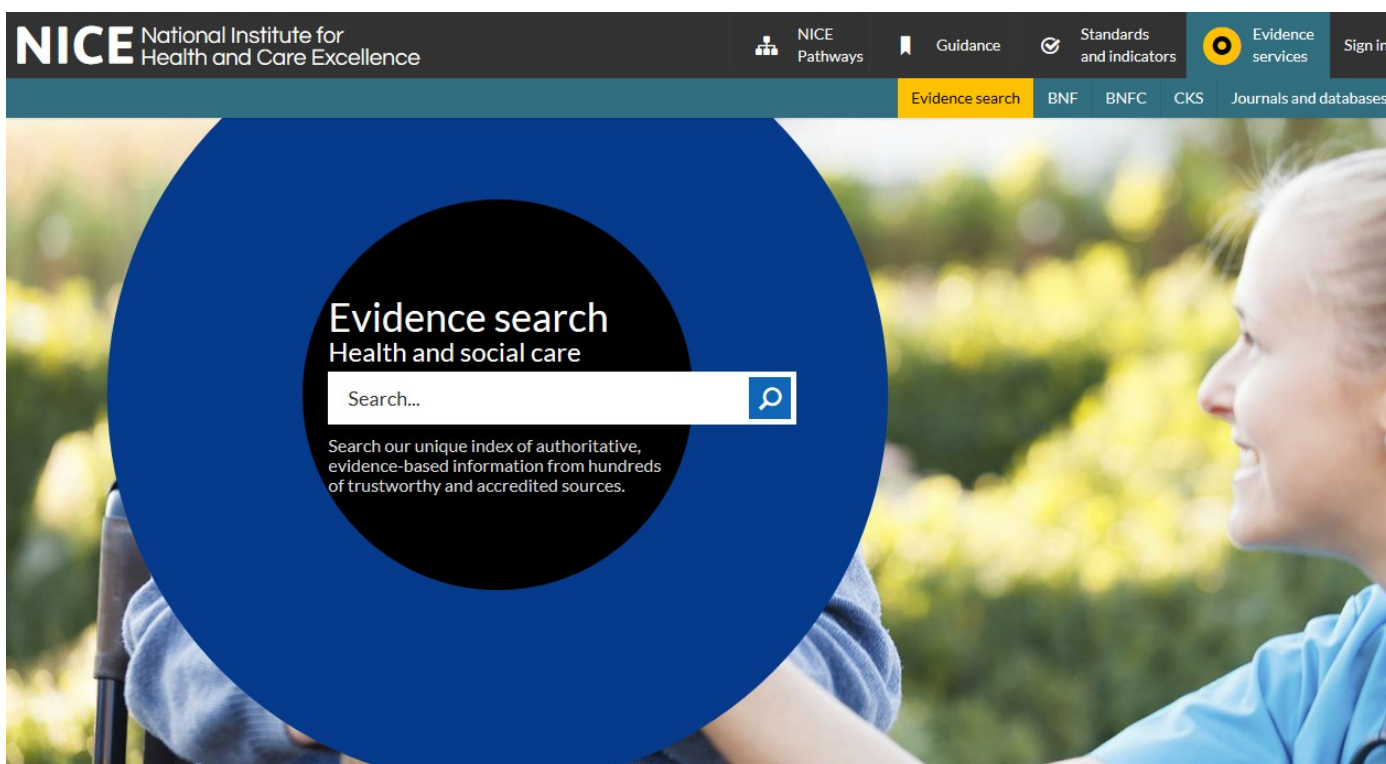 NICE National Institute for
Health and Care Excellence
NICE
Pathways
Guidance
Standards
and indicators
Evidence
services
Sign in
Evidence search
BNF
BNFC
CKS
Journals and databases
Evidence search
Health and social care
Search...
Search our unique index of authoritative,
evidence-based information from hundreds
of trustworthy and accredited sources.